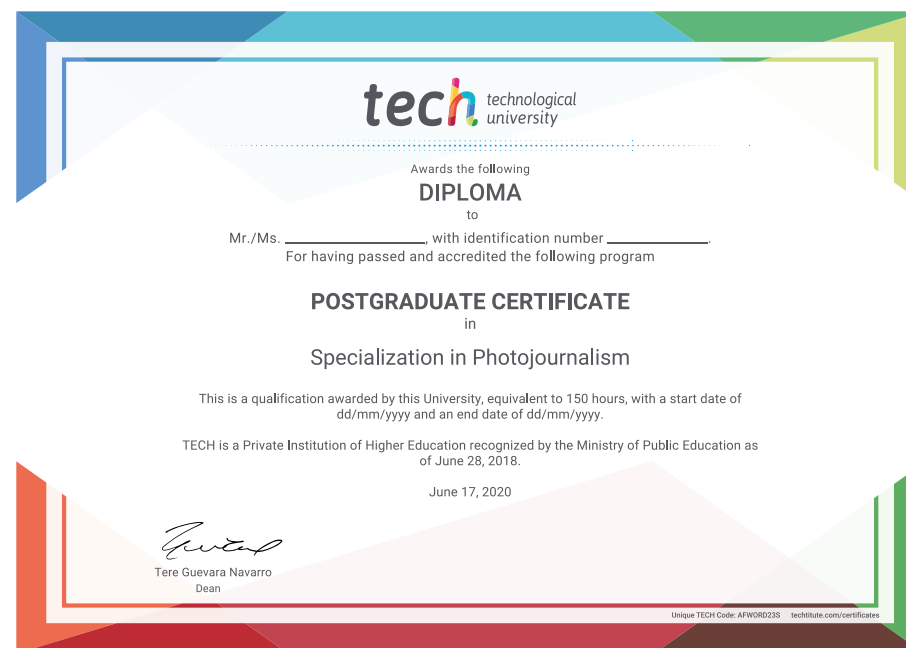 tech technological
university
Awards the following
DIPLOMA
to
Mr./Ms. ____________________, with identification number ______________.
For having passed and accredited the following program
POSTGRADUATE CERTIFICATE
in
Specialization in Photojournalism
This is a qualification awarded by this University, equivalent to 150 hours, with a start date of
dd/mm/yyyy and an end date of dd/mm/yyyy.
TECH is a Private Institution of Higher Education recognized by the Ministry of Public Education as
of June 28, 2018.
June 17, 2020
Tere Guevara Navarro
Dean
Unique TECH Code: AFWORD23S techtitute.com/certificates